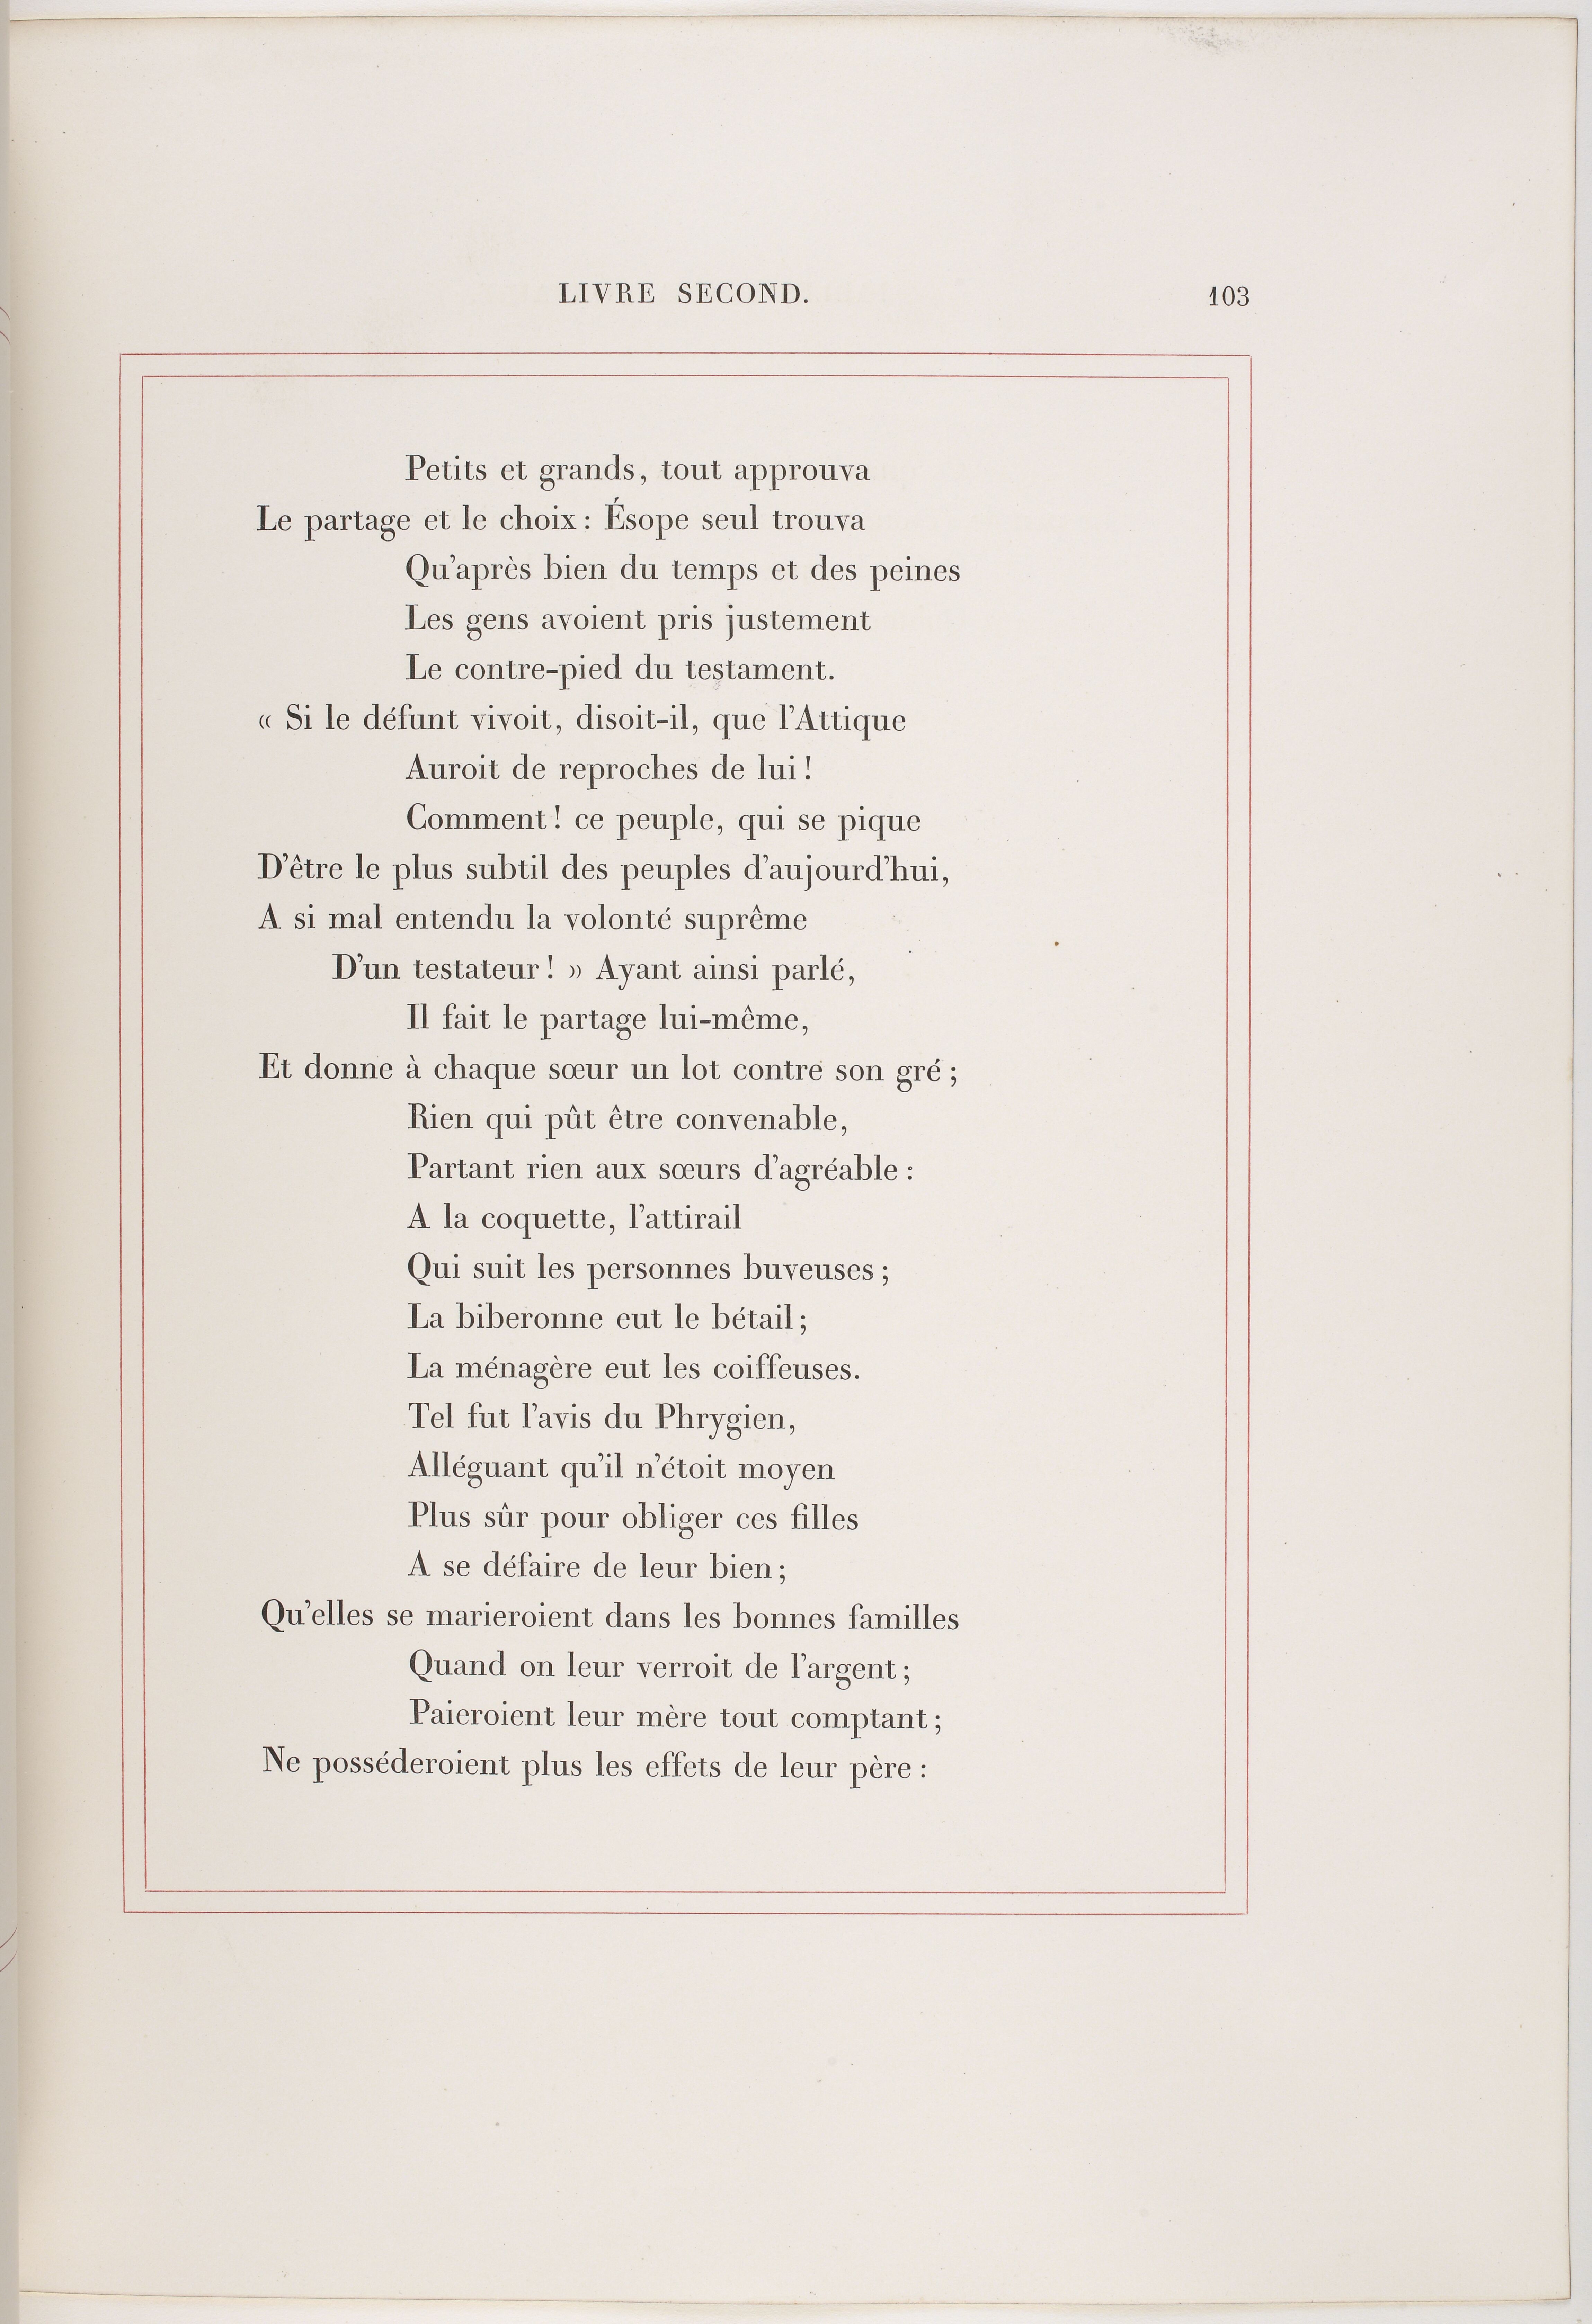 LIVRE SECOND. 103
Petits et grands, tout approuva
Le partage et le choix : Ésope seul trouva
Qu'après bien du temps et des peines
Les gens avoient pris justement
Le contre-pied du testament.
« Si le défunt vivoit, disoit-il, que l'Attique
Auroit de reproches de lui !
Comment ! ce peuple, qui se pique
D'être le plus subtil des peuples d'aujourd'hui,
A si mal entendu la volonté suprême
D'un testateur ! » Ayant ainsi parlé,
Il fait le partage lui-même,
Et donne à chaque sœur un lot contre son gré ;
Rien qui pût être convenable,
Partant rien aux sœurs d'agréable :
A la coquette, l'attirail
Qui suit les personnes buveuses ;
La biberonne eut le bétail ;
La ménagère eut les coiffeuses.
Tel fut l'avis du Phrygien,
Alléguant qu'il n'étoit moyen
Plus sûr pour obliger ces filles
A se défaire de leur bien ;
Qu'elles se marieroient dans les bonnes familles
Quand on leur verroit de l'argent ;
Paieroient leur mère tout comptant ;
Ne posséderoient plus les effets de leur père :